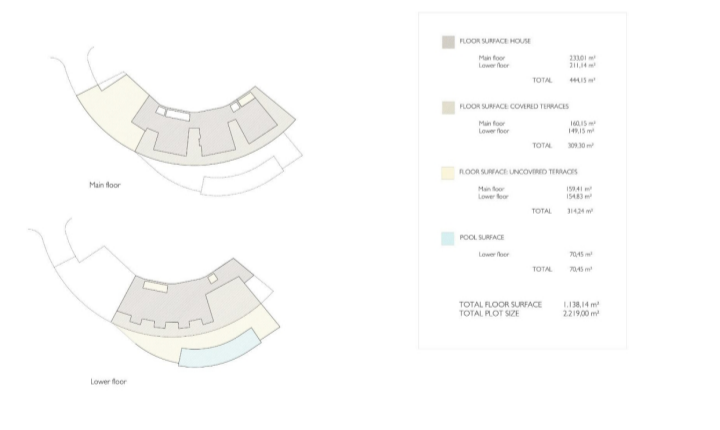 Main floor
Lower floor
FLOOR SURFACE: HOUSE
Main floor 233,01 m²
Lower floor 211,14 m²
TOTAL 444,15 m²
FLOOR SURFACE: COVERED TERRACES
Main floor 160,15 m²
Lower floor 149,15 m²
TOTAL 309,30 m²
FLOOR SURFACE: UNCOVERED TERRACES
Main floor 159,41 m²
Lower floor 154,83 m²
TOTAL 314,24 m²
POOL SURFACE
Lower floor 70,45 m²
TOTAL 70,45 m²
TOTAL FLOOR SURFACE 1.138,14 m²
TOTAL PLOT SIZE 2.219,00 m²